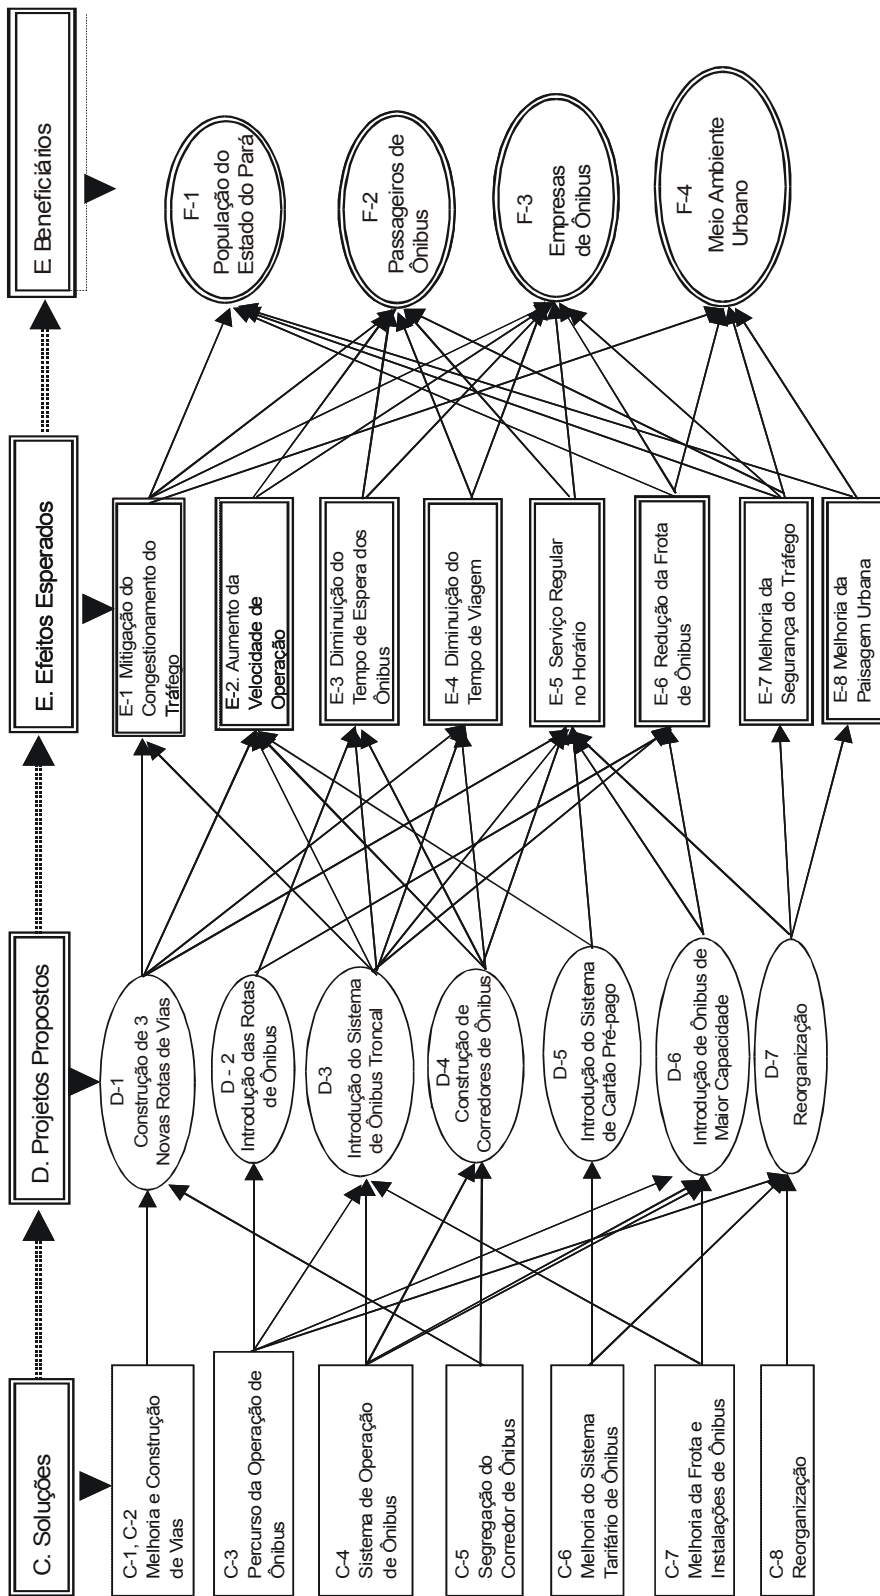 C. Soluções
D. Projetos Propostos
E. Efeitos Esperados
E. Beneficiários
C-1, C-2
Melhoria e Construção
de Vias
C-3
Percurso da Operação de
Ônibus
C-4
Sistema de Operação
de Ônibus
C-5
Segregação do
Corredor de Ônibus
C-6
Melhoria do Sistema
Tarifário de Ônibus
C-7
Melhoria da Frota e
Instalações de Ônibus
C-8
Reorganização
D-1
Construção de 3
Novas Rotas de Vias
D - 2
Introdução das Rotas
de Ônibus
D-3
Introdução do Sistema
de Ônibus Troncal
D-4
Construção de
Corredores de Ônibus
D-5
Introdução do Sistema
de Cartão Pré-pago
D-6
Introdução de Ônibus de
Maior Capacidade
D-7
Reorganização
E-1 Mitigação do
Congestionamento do
Tráfego
E-2. Aumento da
Velocidade de
Operação
E-3 Diminuição do
Tempo de Espera dos
Ônibus
E-4 Diminuição do
Tempo de Viagem
E-5 Serviço Regular
no Horário
E-6 Redução da Frota
de Ônibus
E-7 Melhoria da
Segurança do Tráfego
E-8 Melhoria da
Paisagem Urbana
F-1
População do
Estado do Pará
F-2
Passageiros de
Ônibus
F-3
Empresas
de Ônibus
F-4
Meio Ambiente
Urbano